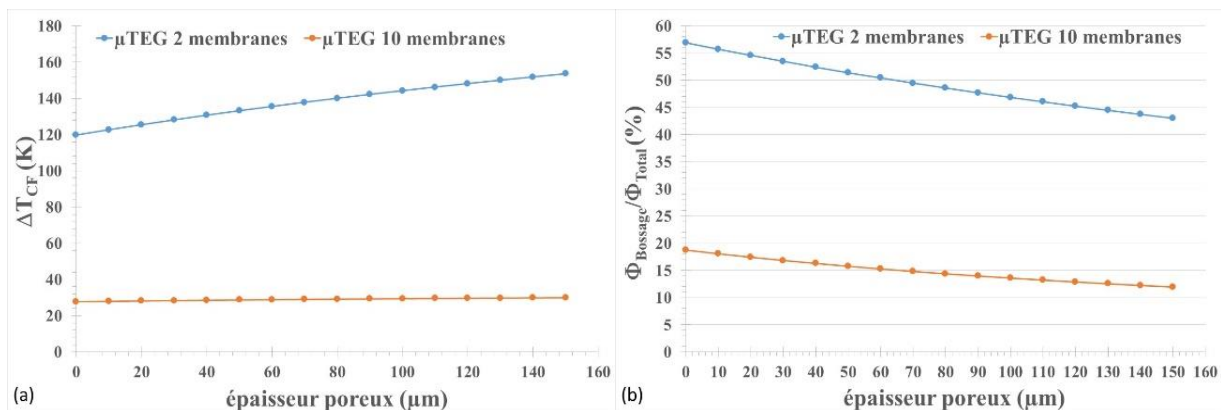 µTEG 2 membranes
µTEG 10 membranes
180
160
140
120
100
80
60
40
20
0
ΔT_CF (K)
0 20 40 60 80 100 120 140 160
épaisseur poreux (µm)
(a)
µTEG 2 membranes
µTEG 10 membranes
60
55
50
45
40
35
30
25
20
15
10
5
0
Φ_Bossage/Φ_Total (%)
0 10 20 30 40 50 60 70 80 90 100 110 120 130 140 150 160
épaisseur poreux (µm)
(b)